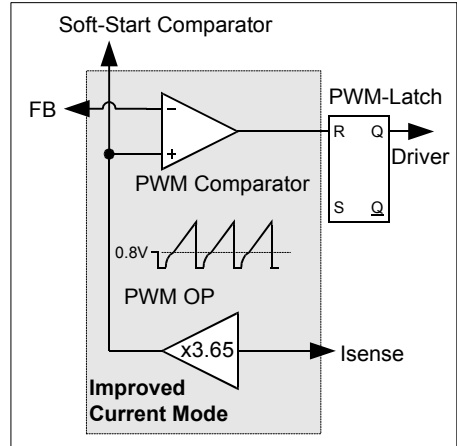 Soft-Start Comparator
FB
PWM-Latch
−
+
R Q
Driver
PWM Comparator
S Q
0.8V
PWM OP
x3.65
Isense
Improved
Current Mode